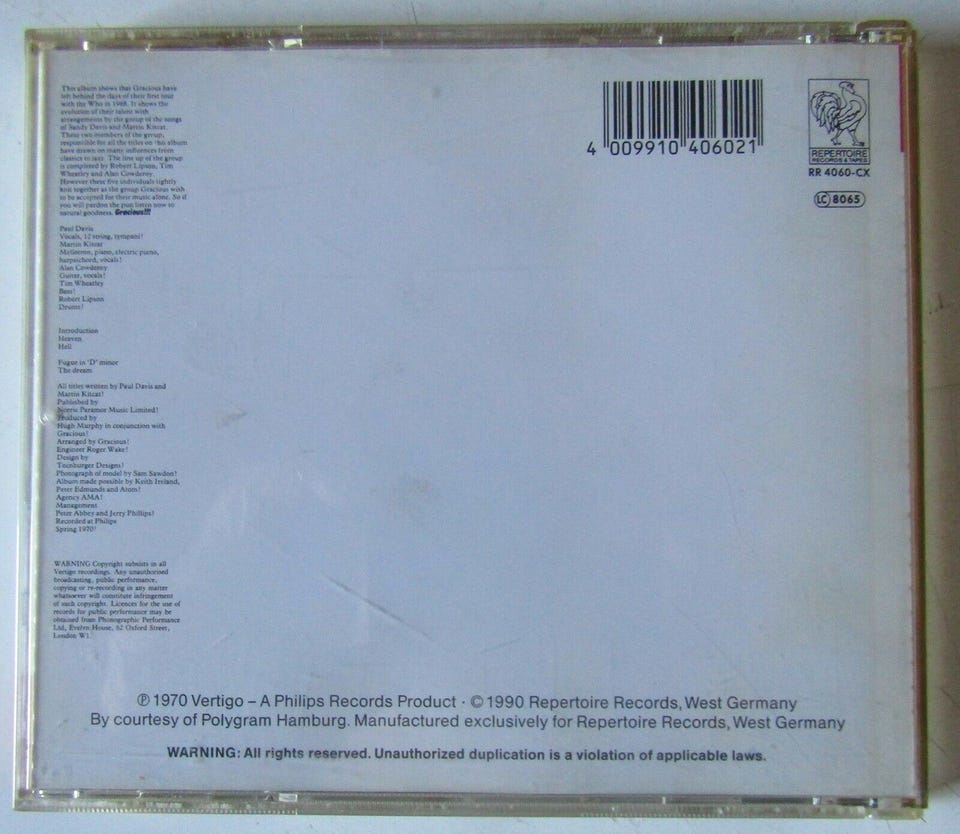 This album shows that Gracious have
left behind the days of their first tour
with the Who in 1968. It shows the
evolution of their talent with
arrangements by the group of the songs
of Sandy Davis and Martin Kitcat.
These two members of the group,
responsible for all the titles on this album
have drawn on many influences from
classics to jazz. The line up of the group
is completed by Robert Lipson, Tim
Wheatley and Alan Cowderoy.
However these five individuals tightly
knit together as the group Gracious wish
to be accepted for their music alone. So if
you will pardon the pun listen now to
natural goodness. Gracious!!!
Paul Davis
Vocals, 12 string, tympani!
Martin Kitcat
Mellotron, piano, electric piano,
harpsichord, vocals!
Alan Cowderoy
Guitar, vocals!
Tim Wheatley
Bass!
Robert Lipson
Drums!
Introduction
Heaven
Hell
Fugue in 'D' minor
The dream
All titles written by Paul Davis and
Martin Kitcat!
Published by
Norrie Paramor Music Limited!
Produced by
Hugh Murphy in conjunction with
Gracious!
Arranged by Gracious!
Engineer Roger Wake!
Design by
Teenburger Designs!
Photograph of model by Sam Sawdon!
Album made possible by Keith Ireland,
Peter Edmunds and Atom!
Agency AMA!
Management
Peter Abbey and Jerry Phillips!
Recorded at Philips
Spring 1970!
WARNING Copyright subsists in all
Vertigo recordings. Any unauthorised
broadcasting, public performance,
copying or re-recording in any matter
whatsoever will constitute infringement
of such copyright. Licences for the use of
records for public performance may be
obtained from Phonographic Performance
Ltd, Evelyn House, 62 Oxford Street,
London W1.
4 009910 406021
REPERTOIRE
RECORDS & TAPES
RR 4060-CX
LC 8065
℗ 1970 Vertigo – A Philips Records Product · © 1990 Repertoire Records, West Germany
By courtesy of Polygram Hamburg. Manufactured exclusively for Repertoire Records, West Germany
WARNING: All rights reserved. Unauthorized duplication is a violation of applicable laws.